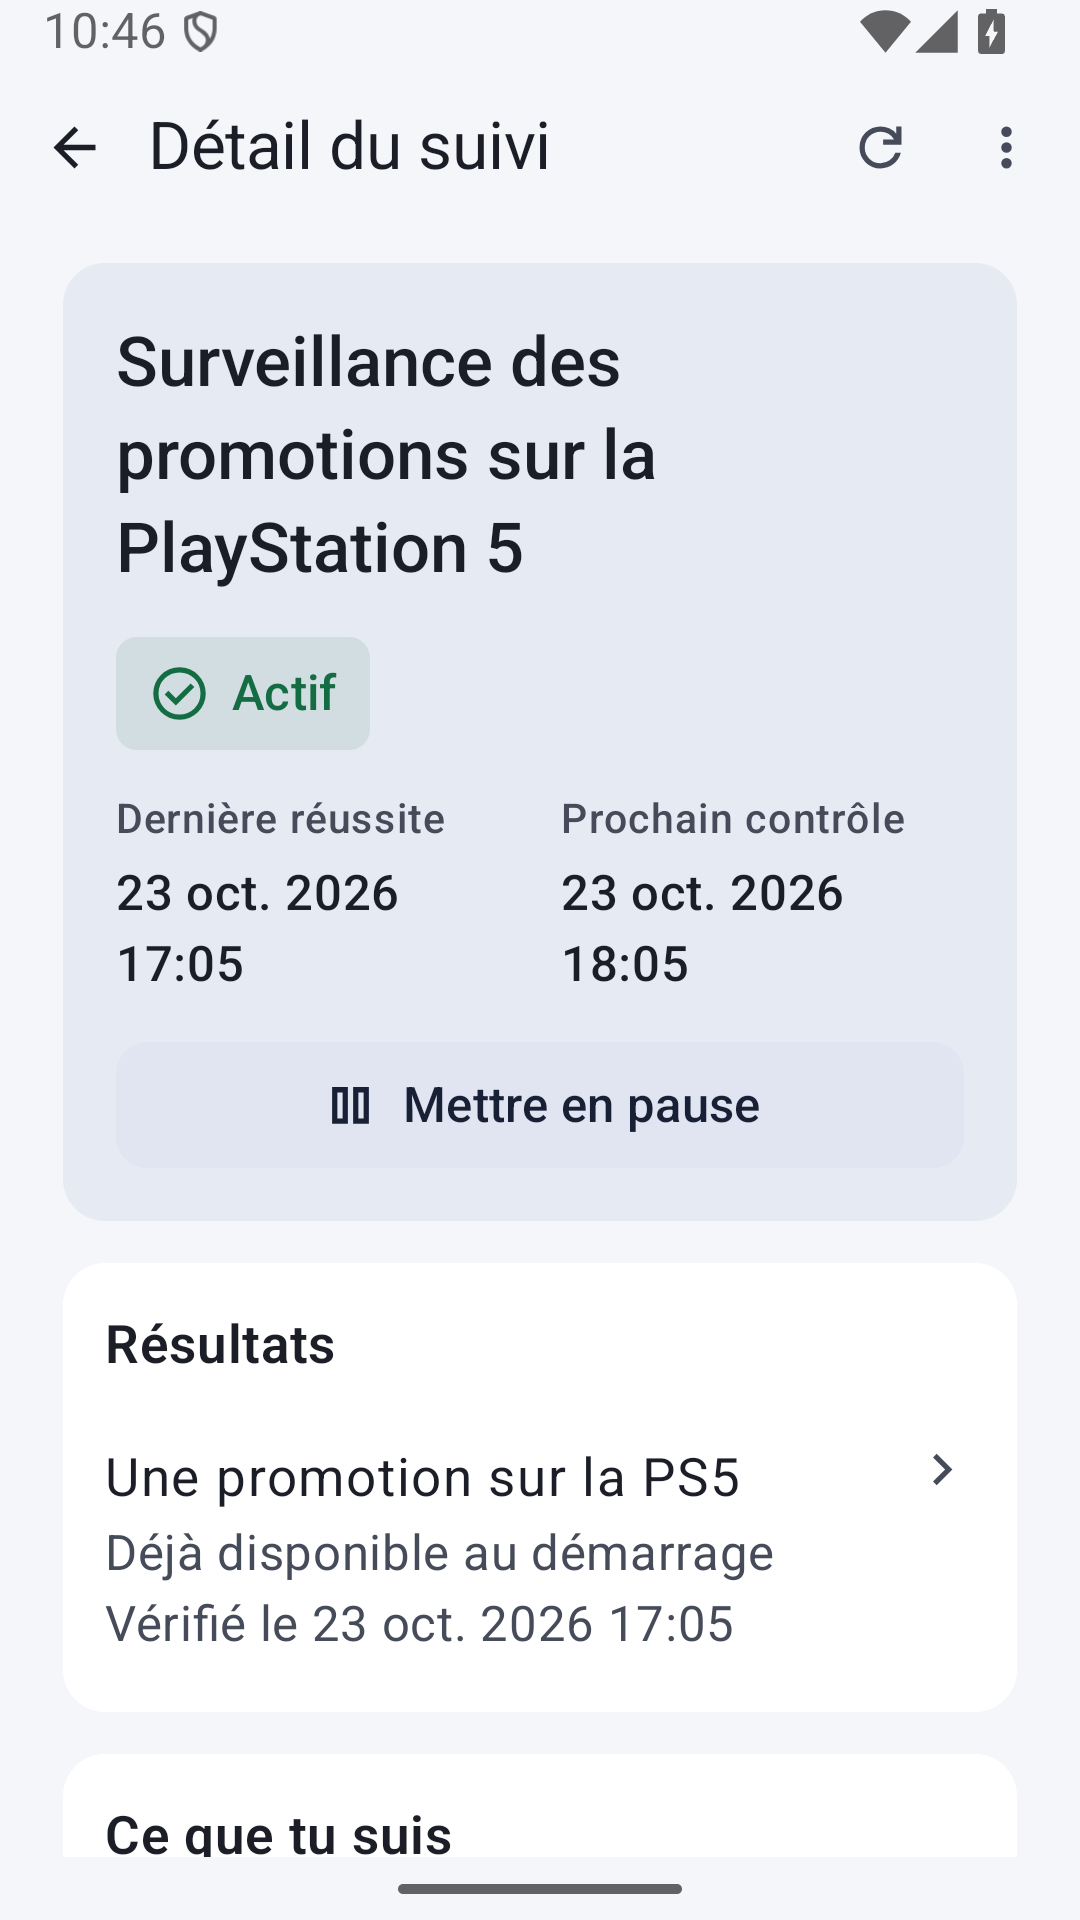 10:46
Détail du suivi
Surveillance des
promotions sur la
PlayStation 5
Actif
Dernière réussite
23 oct. 2026
17:05
Prochain contrôle
23 oct. 2026
18:05
Mettre en pause
Résultats
Une promotion sur la PS5
Déjà disponible au démarrage
Vérifié le 23 oct. 2026 17:05
Ce que tu suis